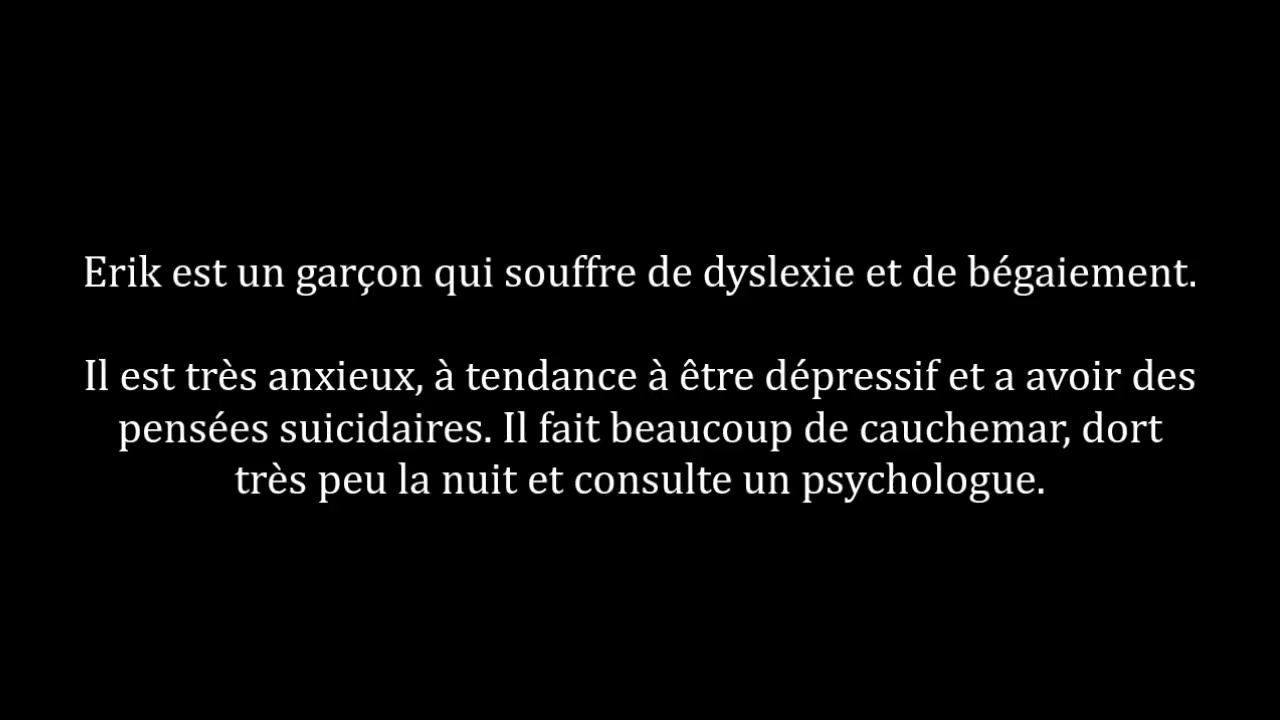 Erik est un garçon qui souffre de dyslexie et de bégaiement.
Il est très anxieux, à tendance à être dépressif et a avoir des
pensées suicidaires. Il fait beaucoup de cauchemar, dort
très peu la nuit et consulte un psychologue.